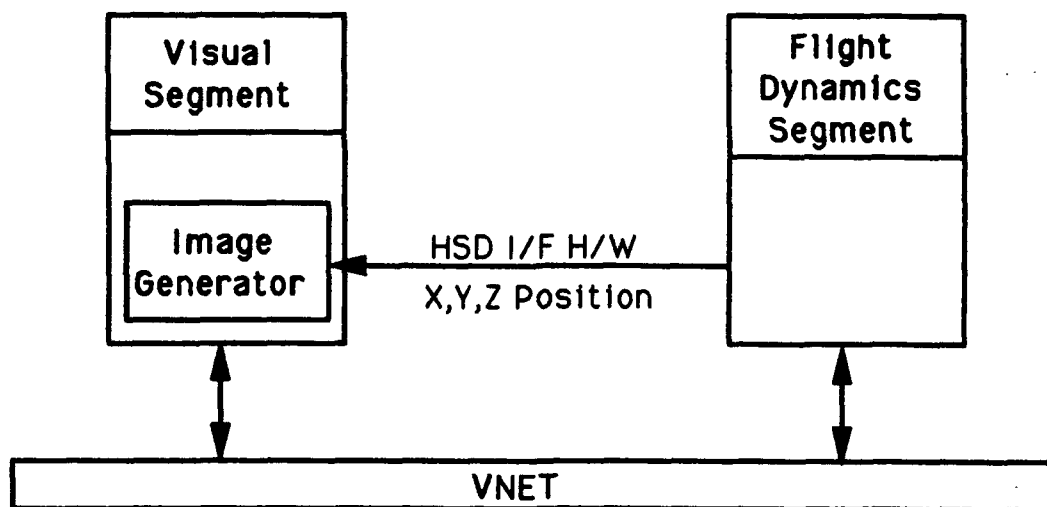 Visual
Segment
Flight
Dynamics
Segment
Image
Generator
HSD I/F H/W
X,Y,Z Position
VNET